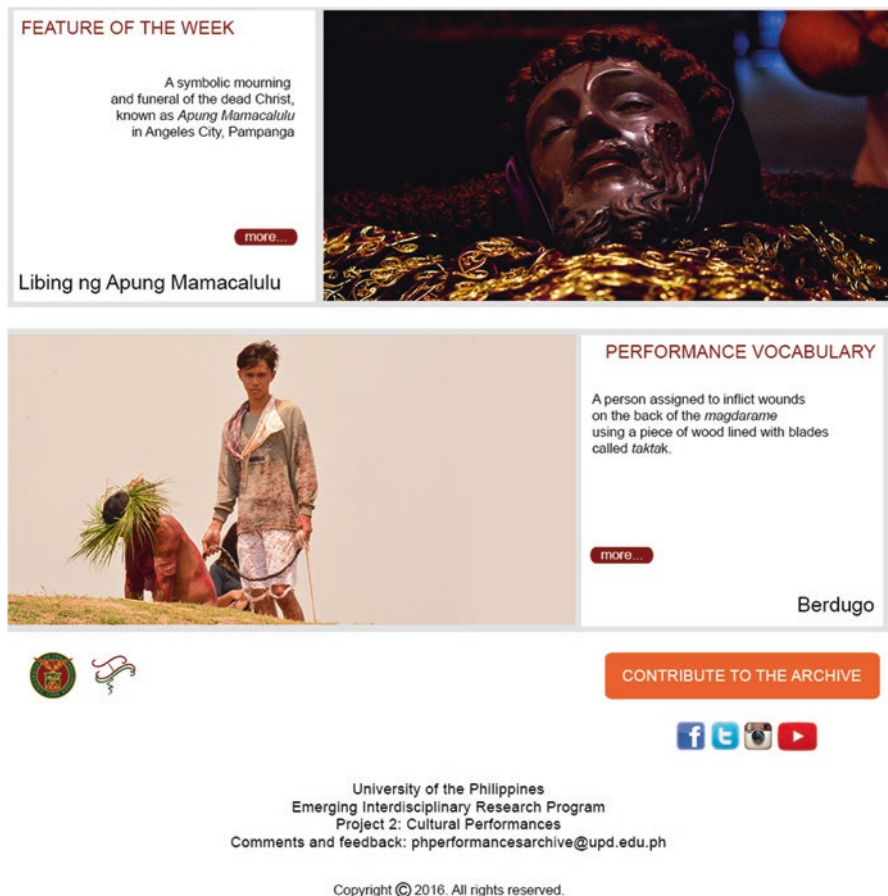 FEATURE OF THE WEEK
A symbolic mourning
and funeral of the dead Christ,
known as Apung Mamacalulu
in Angeles City, Pampanga
more...
Libing ng Apung Mamacalulu
PERFORMANCE VOCABULARY
A person assigned to inflict wounds
on the back of the magdarame
using a piece of wood lined with blades
called taktak.
more...
Berdugo
CONTRIBUTE TO THE ARCHIVE
University of the Philippines
Emerging Interdisciplinary Research Program
Project 2: Cultural Performances
Comments and feedback: phperformancesarchive@upd.edu.ph
Copyright © 2016. All rights reserved.